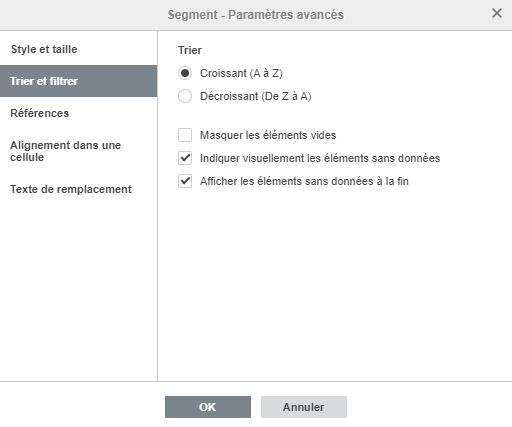 Segment - Paramètres avancés
Style et taille
Trier et filtrer
Références
Alignement dans une
cellule
Texte de remplacement
Trier
Croissant (A à Z)
Décroissant (De Z à A)
Masquer les éléments vides
Indiquer visuellement les éléments sans données
Afficher les éléments sans données à la fin
OK
Annuler